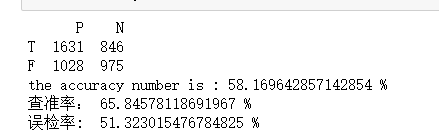 P N
T 1631 846
F 1028 975
the accuracy number is : 58.169642857142854 %
查准率： 65.84578118691967 %
误检率: 51.323015476784825 %